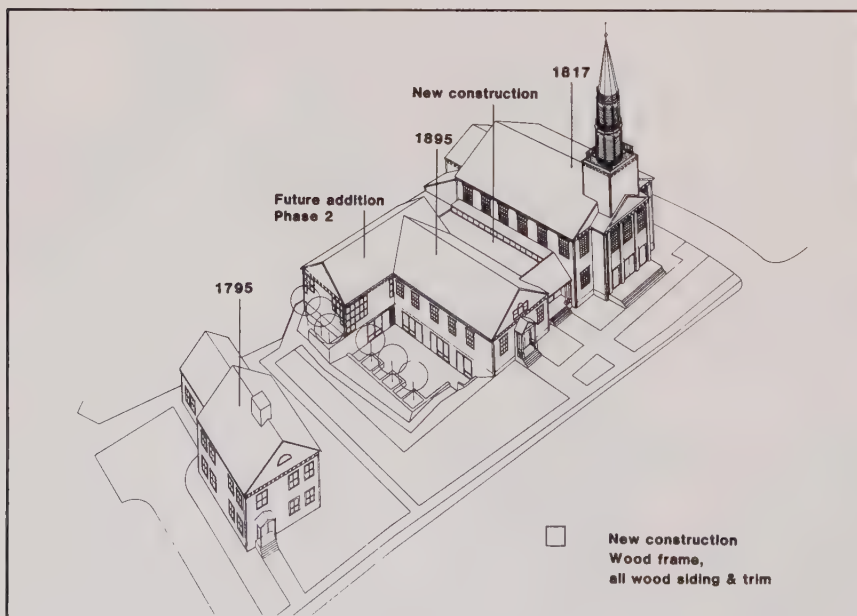 1817
New construction
1895
Future addition
Phase 2
1795
New construction
Wood frame,
all wood siding & trim